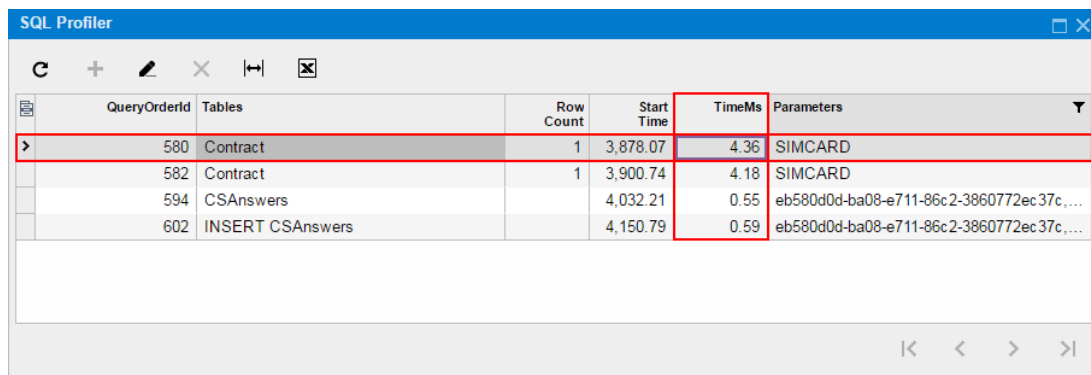 SQL Profiler
QueryOrderId Tables Row Count Start Time TimeMs Parameters
580 Contract 1 3,878.07 4.36 SIMCARD
582 Contract 1 3,900.74 4.18 SIMCARD
594 CSAnswers 4,032.21 0.55 eb580d0d-ba08-e711-86c2-3860772ec37c,...
602 INSERT CSAnswers 4,150.79 0.59 eb580d0d-ba08-e711-86c2-3860772ec37c,...